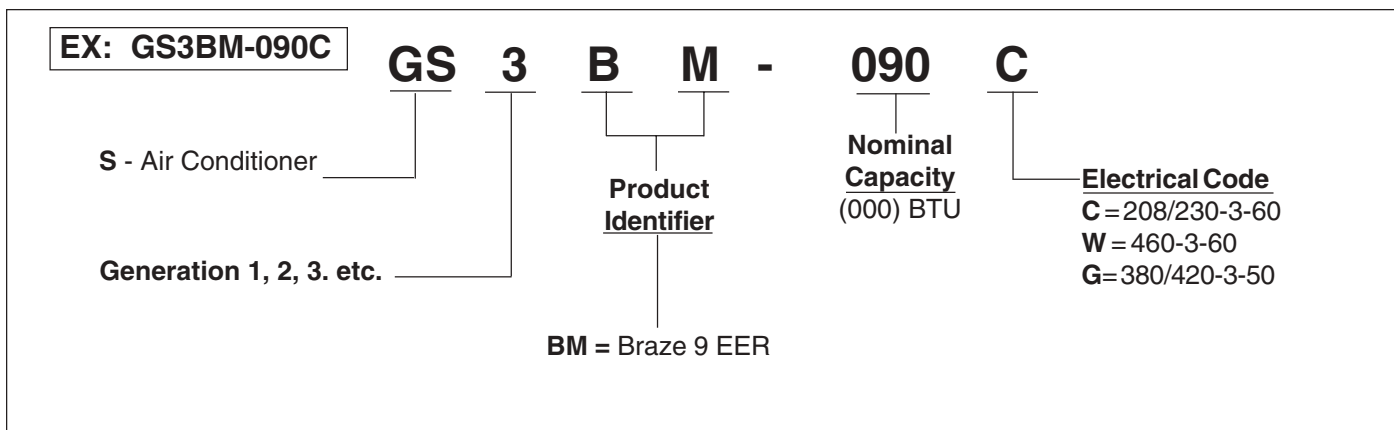 EX: GS3BM-090C
GS 3 B M - 090 C
S - Air Conditioner
Generation 1, 2, 3. etc.
Product
Identifier
BM = Braze 9 EER
Nominal
Capacity
(000) BTU
Electrical Code
C = 208/230-3-60
W = 460-3-60
G= 380/420-3-50